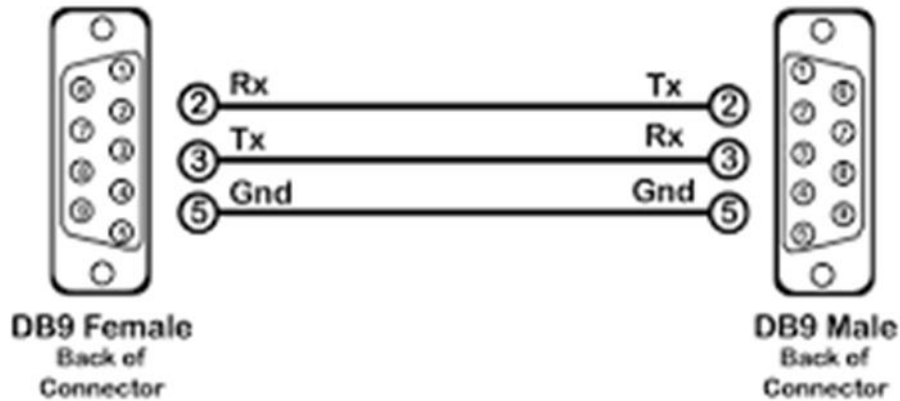 Rx
Tx
2
2
Tx
Rx
3
3
Gnd
Gnd
5
5
DB9 Female
DB9 Male
Back of
Back of
Connector
Connector